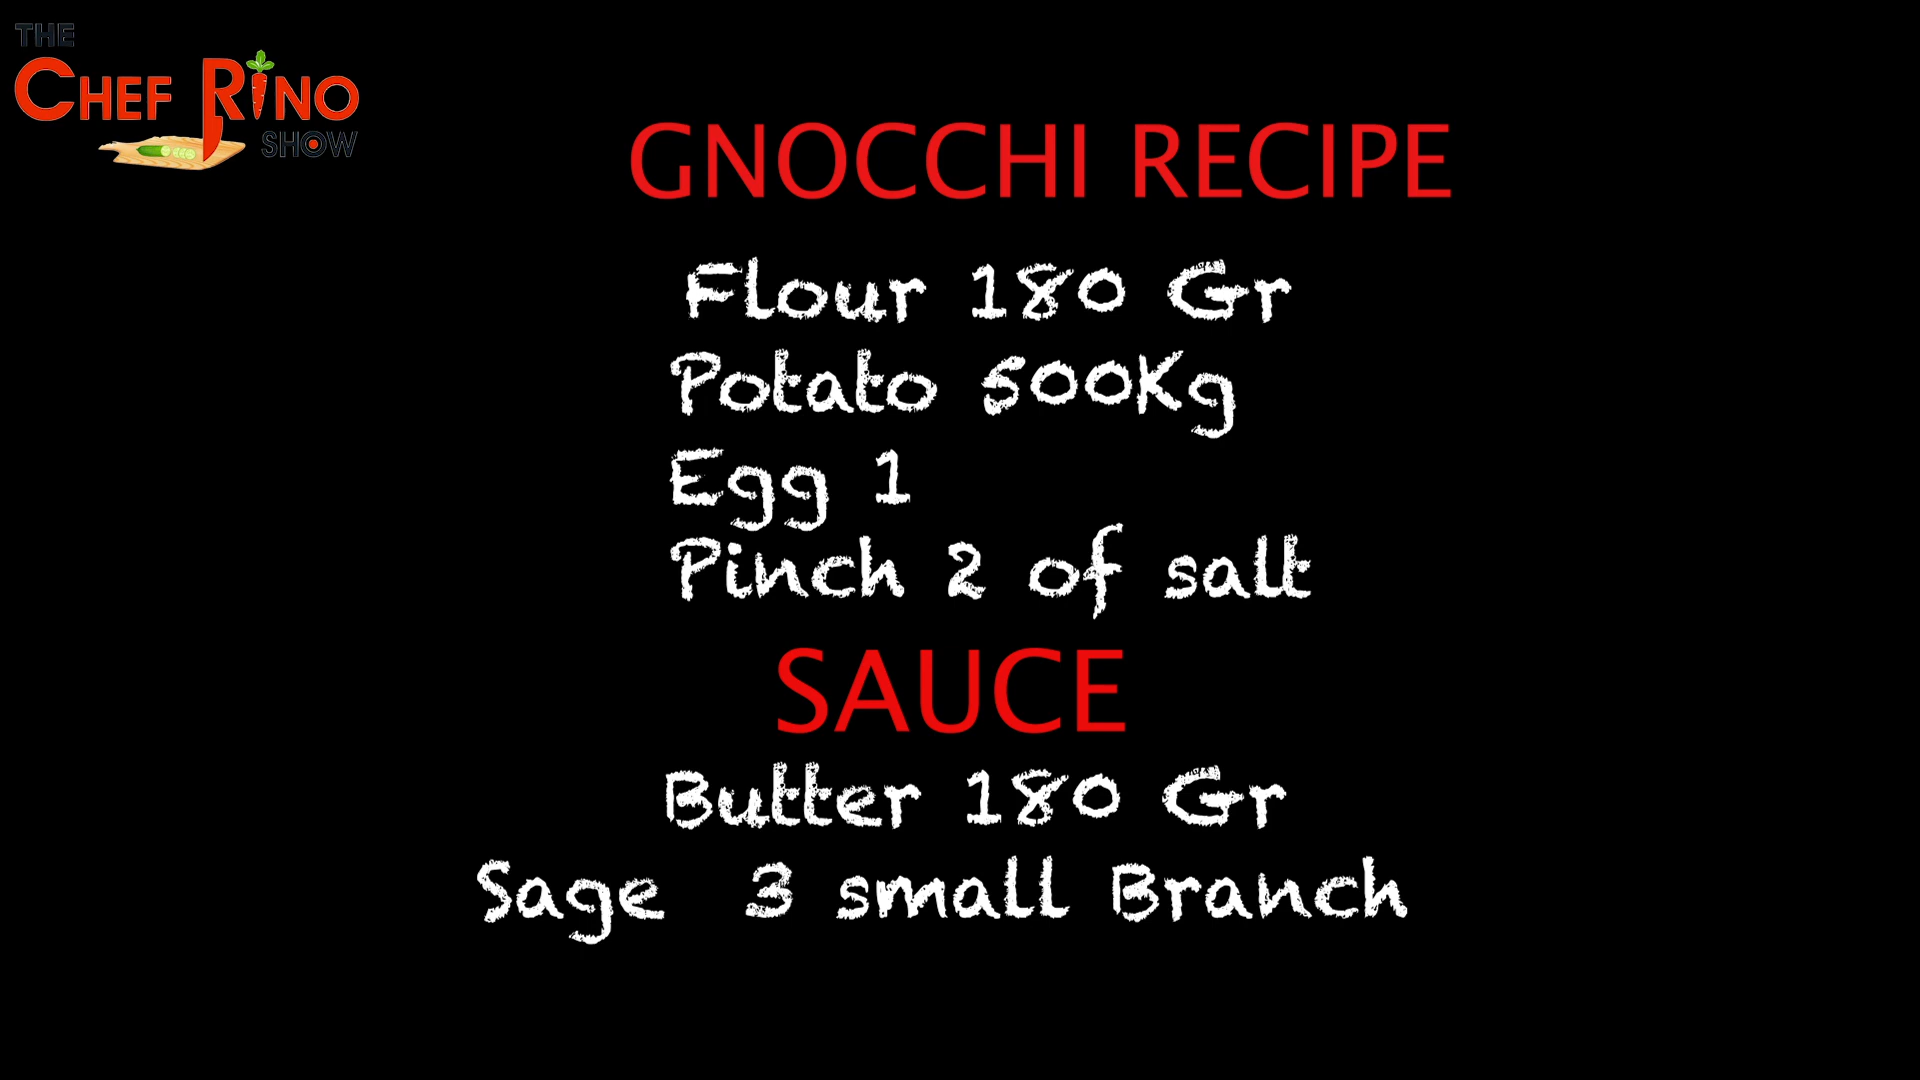 THE
CHEF RINO
SHOW
GNOCCHI RECIPE
Flour 180 Gr
Potato 500Kg
Egg 1
Pinch 2 of salt
SAUCE
Butter 180 Gr
Sage 3 small Branch